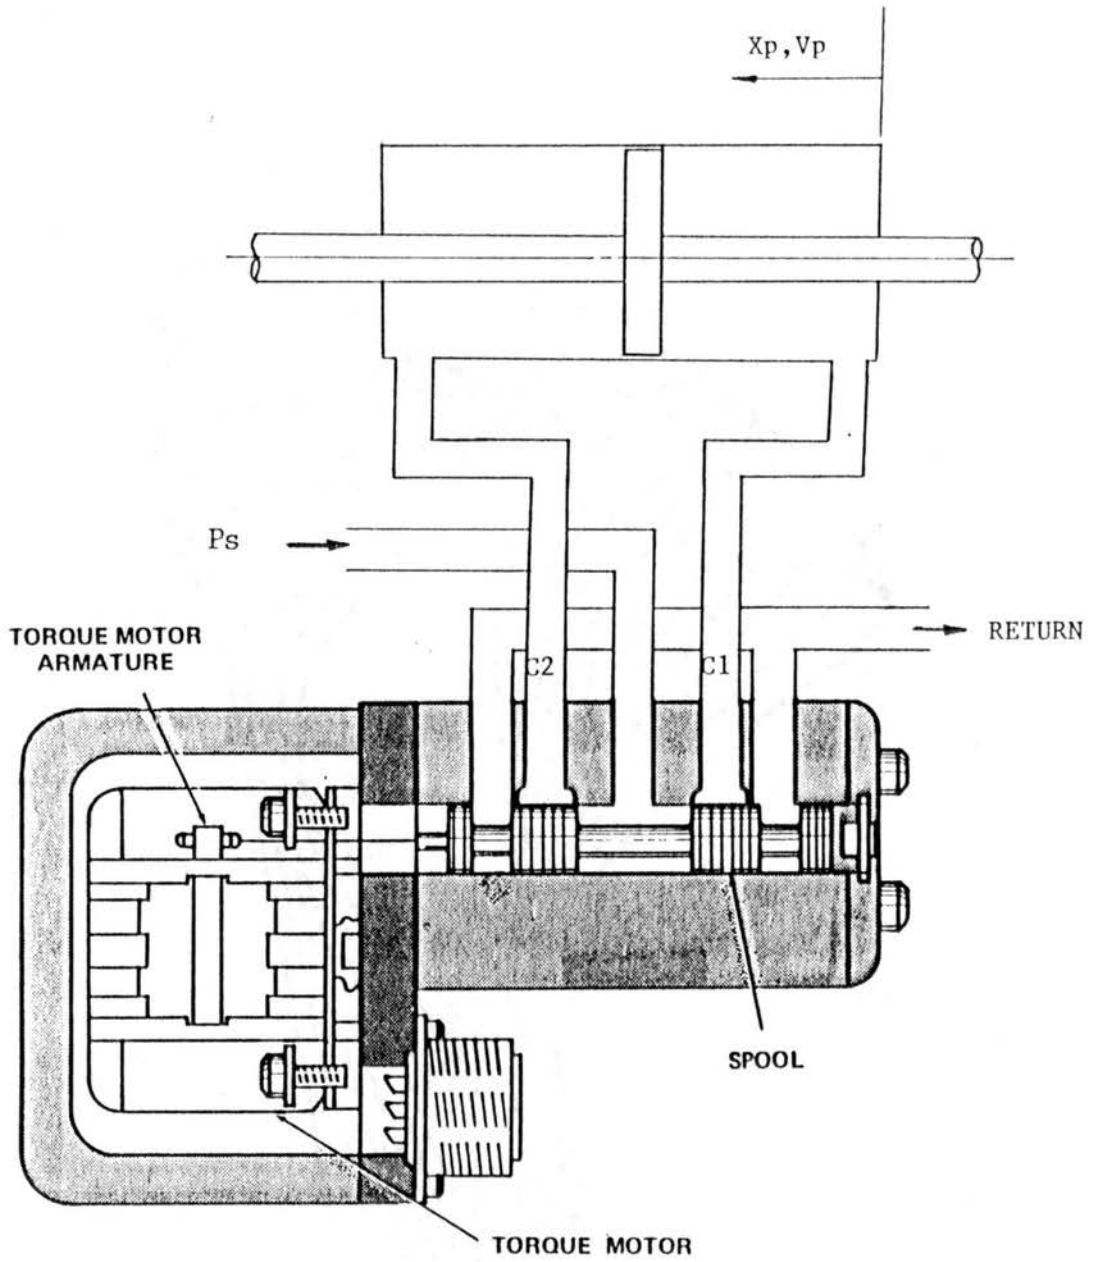 Xp,Vp
Ps
RETURN
TORQUE MOTOR
ARMATURE
C2
C1
SPOOL
TORQUE MOTOR